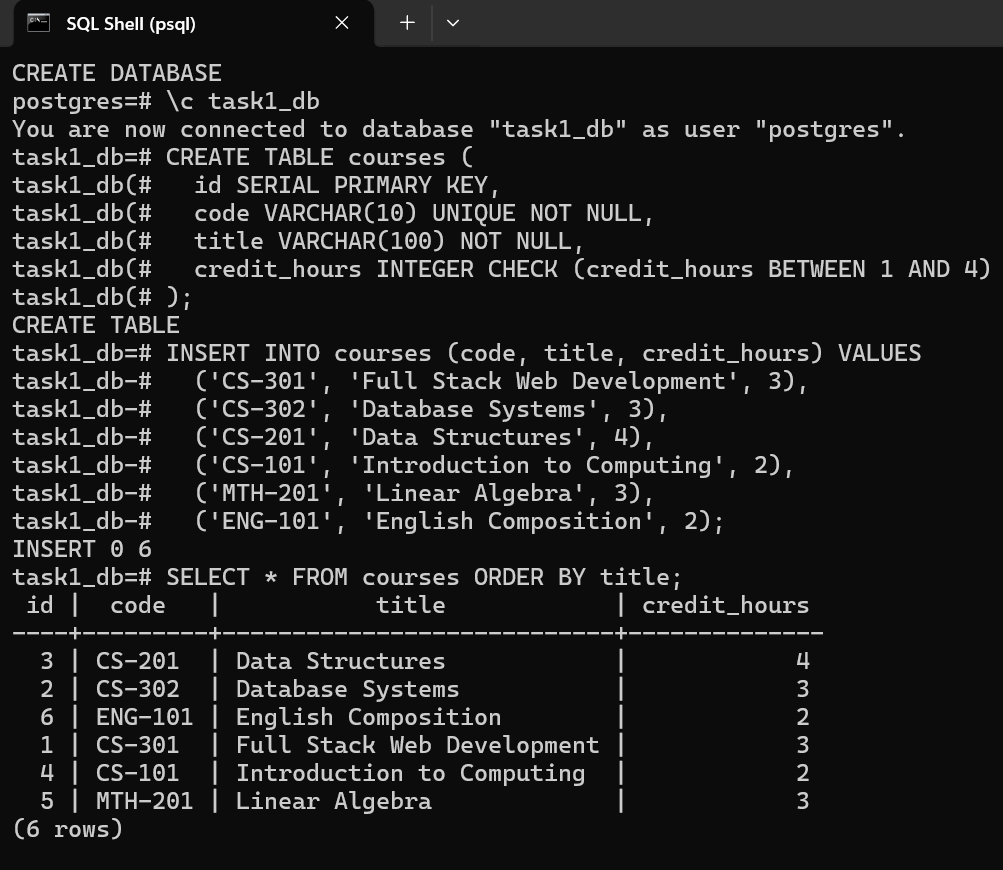 SQL Shell (psql)
CREATE DATABASE
postgres=# \c task1_db
You are now connected to database "task1_db" as user "postgres".
task1_db=# CREATE TABLE courses (
task1_db(#   id SERIAL PRIMARY KEY,
task1_db(#   code VARCHAR(10) UNIQUE NOT NULL,
task1_db(#   title VARCHAR(100) NOT NULL,
task1_db(#   credit_hours INTEGER CHECK (credit_hours BETWEEN 1 AND 4)
task1_db(# );
CREATE TABLE
task1_db=# INSERT INTO courses (code, title, credit_hours) VALUES
task1_db-#   ('CS-301', 'Full Stack Web Development', 3),
task1_db-#   ('CS-302', 'Database Systems', 3),
task1_db-#   ('CS-201', 'Data Structures', 4),
task1_db-#   ('CS-101', 'Introduction to Computing', 2),
task1_db-#   ('MTH-201', 'Linear Algebra', 3),
task1_db-#   ('ENG-101', 'English Composition', 2);
INSERT 0 6
task1_db=# SELECT * FROM courses ORDER BY title;
 id |  code   |           title            | credit_hours
----+---------+----------------------------+--------------
  3 | CS-201  | Data Structures            |            4
  2 | CS-302  | Database Systems           |            3
  6 | ENG-101 | English Composition        |            2
  1 | CS-301  | Full Stack Web Development |            3
  4 | CS-101  | Introduction to Computing  |            2
  5 | MTH-201 | Linear Algebra             |            3
(6 rows)